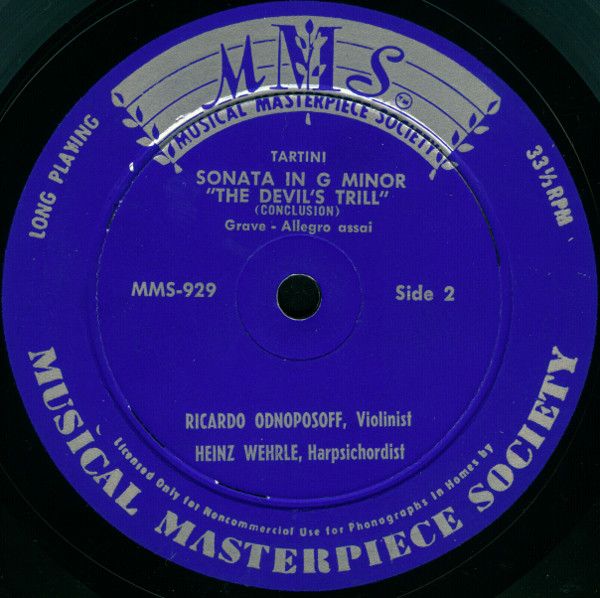 MMS
MUSICAL MASTERPIECE SOCIETY
LONG PLAYING
33⅓ RPM
TARTINI
SONATA IN G MINOR
"THE DEVIL'S TRILL"
(CONCLUSION)
Grave - Allegro assai
MMS-929
Side 2
RICARDO ODNOPOSOFF, Violinist
HEINZ WEHRLE, Harpsichordist
Licensed Only for Noncommercial Use for Phonographs in Homes by
MUSICAL MASTERPIECE SOCIETY